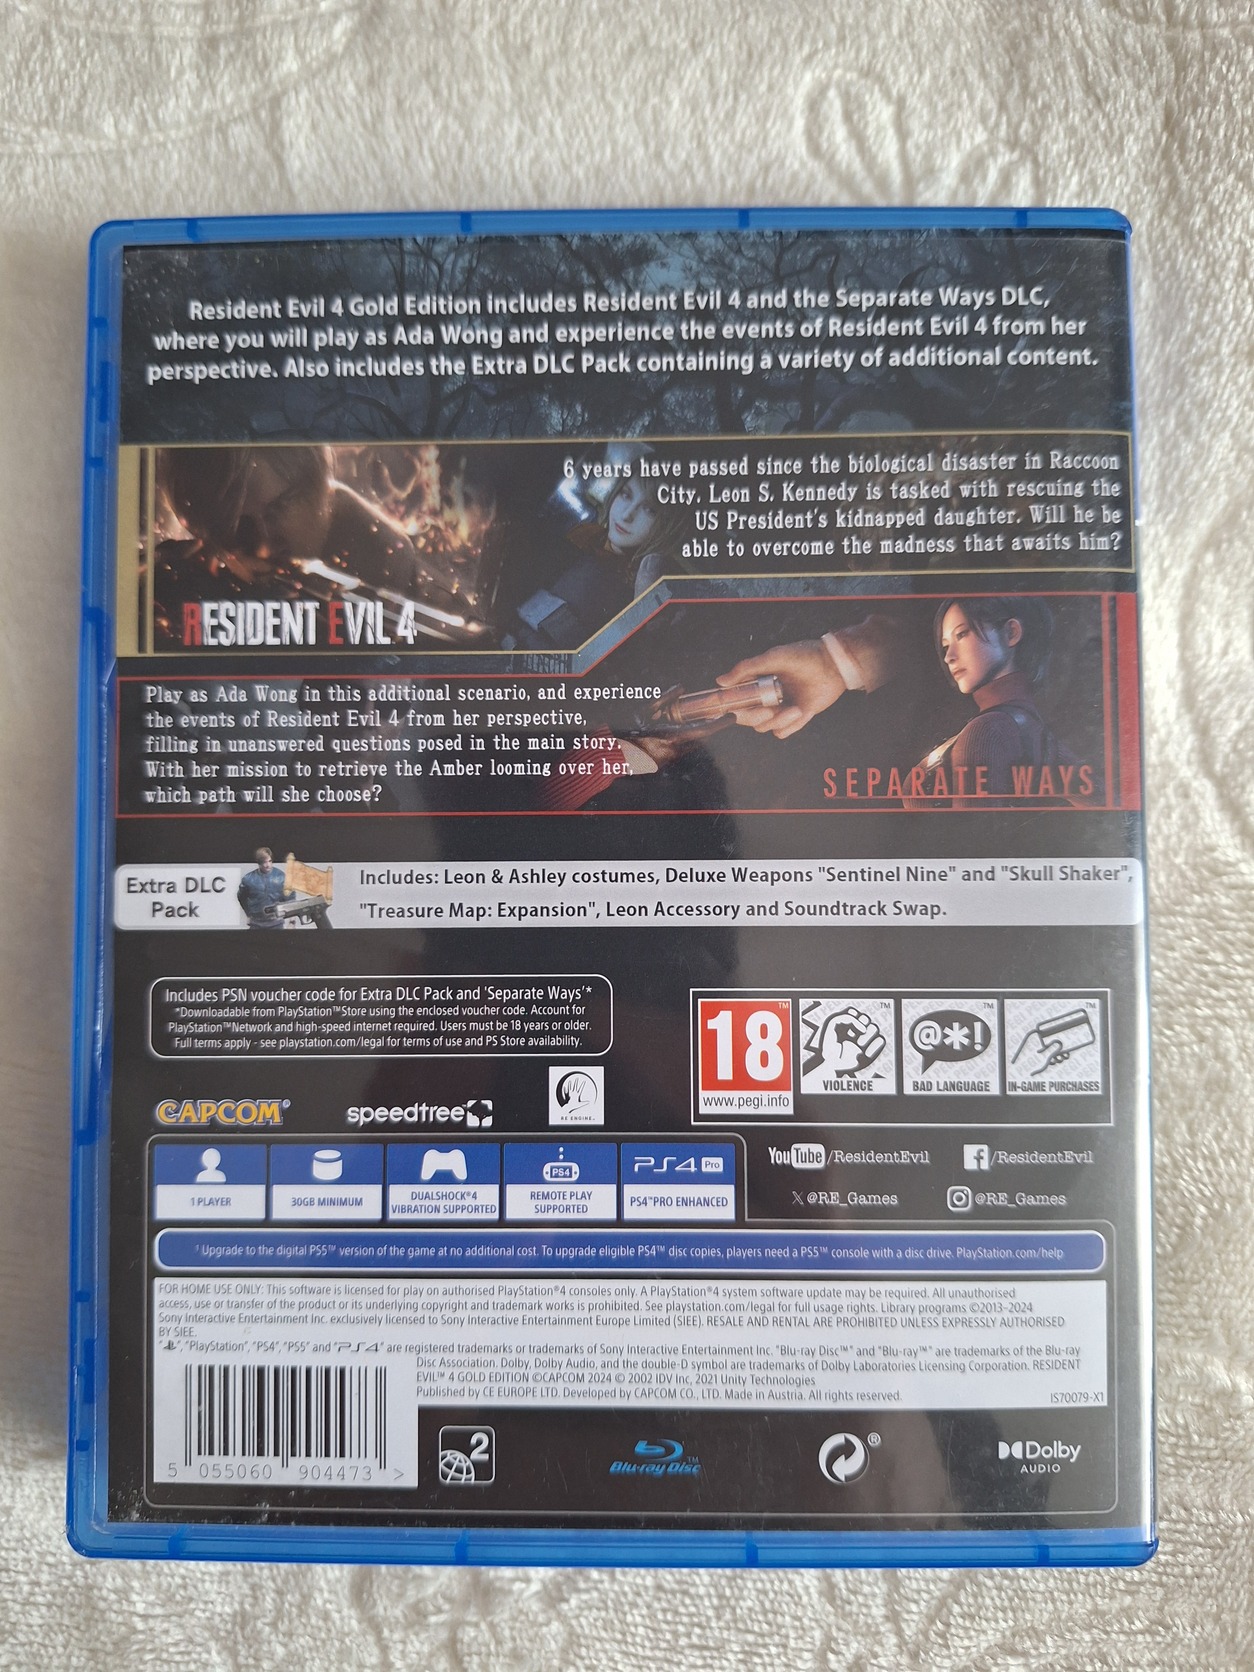 Resident Evil 4 Gold Edition includes Resident Evil 4 and the Separate Ways DLC,
where you will play as Ada Wong and experience the events of Resident Evil 4 from her
perspective. Also includes the Extra DLC Pack containing a variety of additional content.
6 years have passed since the biological disaster in Raccoon
City. Leon S. Kennedy is tasked with rescuing the
US President's kidnapped daughter. Will he be
able to overcome the madness that awaits him?
RESIDENT EVIL 4
Play as Ada Wong in this additional scenario, and experience
the events of Resident Evil 4 from her perspective,
filling in unanswered questions posed in the main story.
With her mission to retrieve the Amber looming over her,
which path will she choose?
SEPARATE WAYS
Extra DLC
Pack
Includes: Leon & Ashley costumes, Deluxe Weapons "Sentinel Nine" and "Skull Shaker",
"Treasure Map: Expansion", Leon Accessory and Soundtrack Swap.
Includes PSN voucher code for Extra DLC Pack and 'Separate Ways'*
*Downloadable from PlayStation™Store using the enclosed voucher code. Account for
PlayStation™Network and high-speed internet required. Users must be 18 years or older.
Full terms apply - see playstation.com/legal for terms of use and PS Store availability.
18™
www.pegi.info
™ VIOLENCE
@*!™ BAD LANGUAGE
™ IN-GAME PURCHASES
CAPCOM®
speedtree
RE ENGINE
1 PLAYER
30GB MINIMUM
DUALSHOCK®4
VIBRATION SUPPORTED
PS4
REMOTE PLAY
SUPPORTED
PS4 Pro
PS4™PRO ENHANCED
YouTube/ResidentEvil
f/ResidentEvil
X @RE_Games
@RE_Games
¹ Upgrade to the digital PS5™ version of the game at no additional cost. To upgrade eligible PS4™ disc copies, players need a PS5™ console with a disc drive. PlayStation.com/help
FOR HOME USE ONLY: This software is licensed for play on authorised PlayStation®4 consoles only. A PlayStation®4 system software update may be required. All unauthorised
access, use or transfer of the product or its underlying copyright and trademark works is prohibited. See playstation.com/legal for full usage rights. Library programs ©2013-2024
Sony Interactive Entertainment Inc. exclusively licensed to Sony Interactive Entertainment Europe Limited (SIEE). RESALE AND RENTAL ARE PROHIBITED UNLESS EXPRESSLY AUTHORISED
BY SIEE.
" ", "PlayStation", "PS4", "PS5" and "PS4" are registered trademarks or trademarks of Sony Interactive Entertainment Inc. "Blu-ray Disc™" and "Blu-ray™" are trademarks of the Blu-ray
Disc Association. Dolby, Dolby Audio, and the double-D symbol are trademarks of Dolby Laboratories Licensing Corporation. RESIDENT
EVIL™ 4 GOLD EDITION ©CAPCOM 2024 © 2002 IDV Inc, 2021 Unity Technologies
Published by CE EUROPE LTD. Developed by CAPCOM CO., LTD. Made in Austria. All rights reserved.
IS70079-X1
5 055060 904473 >
2
Blu-ray Disc™
®
Dolby
AUDIO